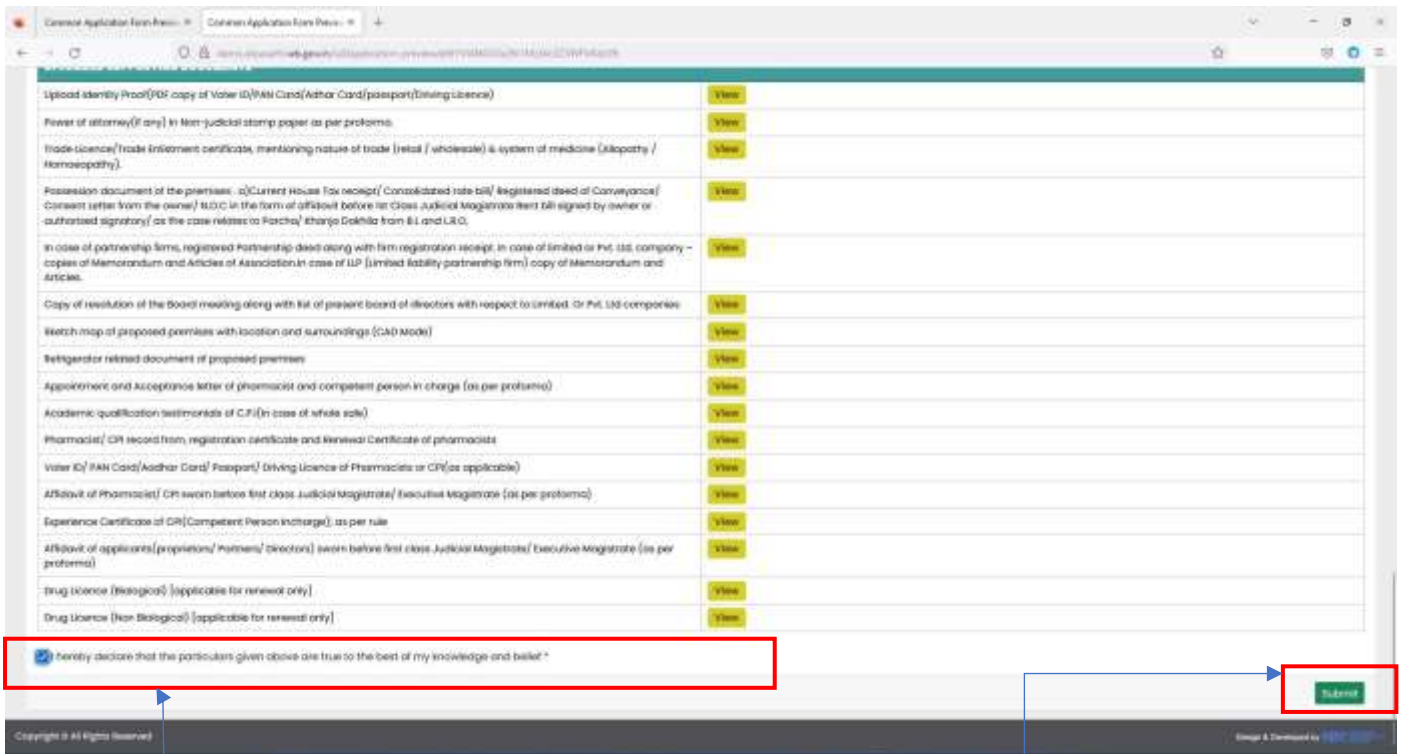 Common Application Form Previ
Common Application Form Previ
Upload Identity Proof(PDF copy of Voter ID/PAN Card/Adhar Card/passport/Driving Licence)
View
Power of attorney(if any) in Non-judicial stamp paper as per proforma.
View
Trade Licence/Trade Enlistment certificate, mentioning nature of trade (retail / wholesale) & system of medicine (Allopathy /
Homoeopathy).
View
Possession document of the premises . a)Current House Tax receipt/ Consolidated rate bill/ Registered deed of Conveyance/
Consent Letter from the owner/ N.O.C in the form of affidavit before 1st Class Judicial Magistrate Rent bill signed by owner or
authorised signatory/ as the case relates to Parcha/ Khanja Dakhila from B.L and L.R.O.
View
In case of partnership firms, registered Partnership deed along with firm registration receipt. In case of limited or Pvt. Ltd. company –
copies of Memorandum and Articles of Association.In case of LLP (Limited liability partnership firm) copy of Memorandum and
Articles.
View
Copy of resolution of the Board meeting along with list of present board of directors with respect to Limited. Or Pvt. Ltd companies
View
Sketch map of proposed premises with location and surroundings (CAD Mode)
View
Refrigerator related document of proposed premises
View
Appointment and Acceptance letter of pharmacist and competent person in charge (as per proforma)
View
Academic qualification testimonials of C.P.I(in case of whole sale)
View
Pharmacist/ CPI record from, registration certificate and Renewal Certificate of pharmacists
View
Voter ID/ PAN Card/Aadhar Card/ Passport/ Driving Licence of Pharmacists or CPI(as applicable)
View
Affidavit of Pharmacist/ CPI sworn before first class Judicial Magistrate/ Executive Magistrate (as per proforma)
View
Experience Certificate of CPI(Competent Person Incharge), as per rule
View
Affidavit of applicants(proprietors/ Partners/ Directors) sworn before first class Judicial Magistrate/ Executive Magistrate (as per
proforma)
View
Drug Licence (Biological) [applicable for renewal only]
View
Drug Licence (Non Biological) [applicable for renewal only]
View
I hereby declare that the particulars given above are true to the best of my knowledge and belief *
Submit
Copyright © All Rights Reserved
Design & Developed by